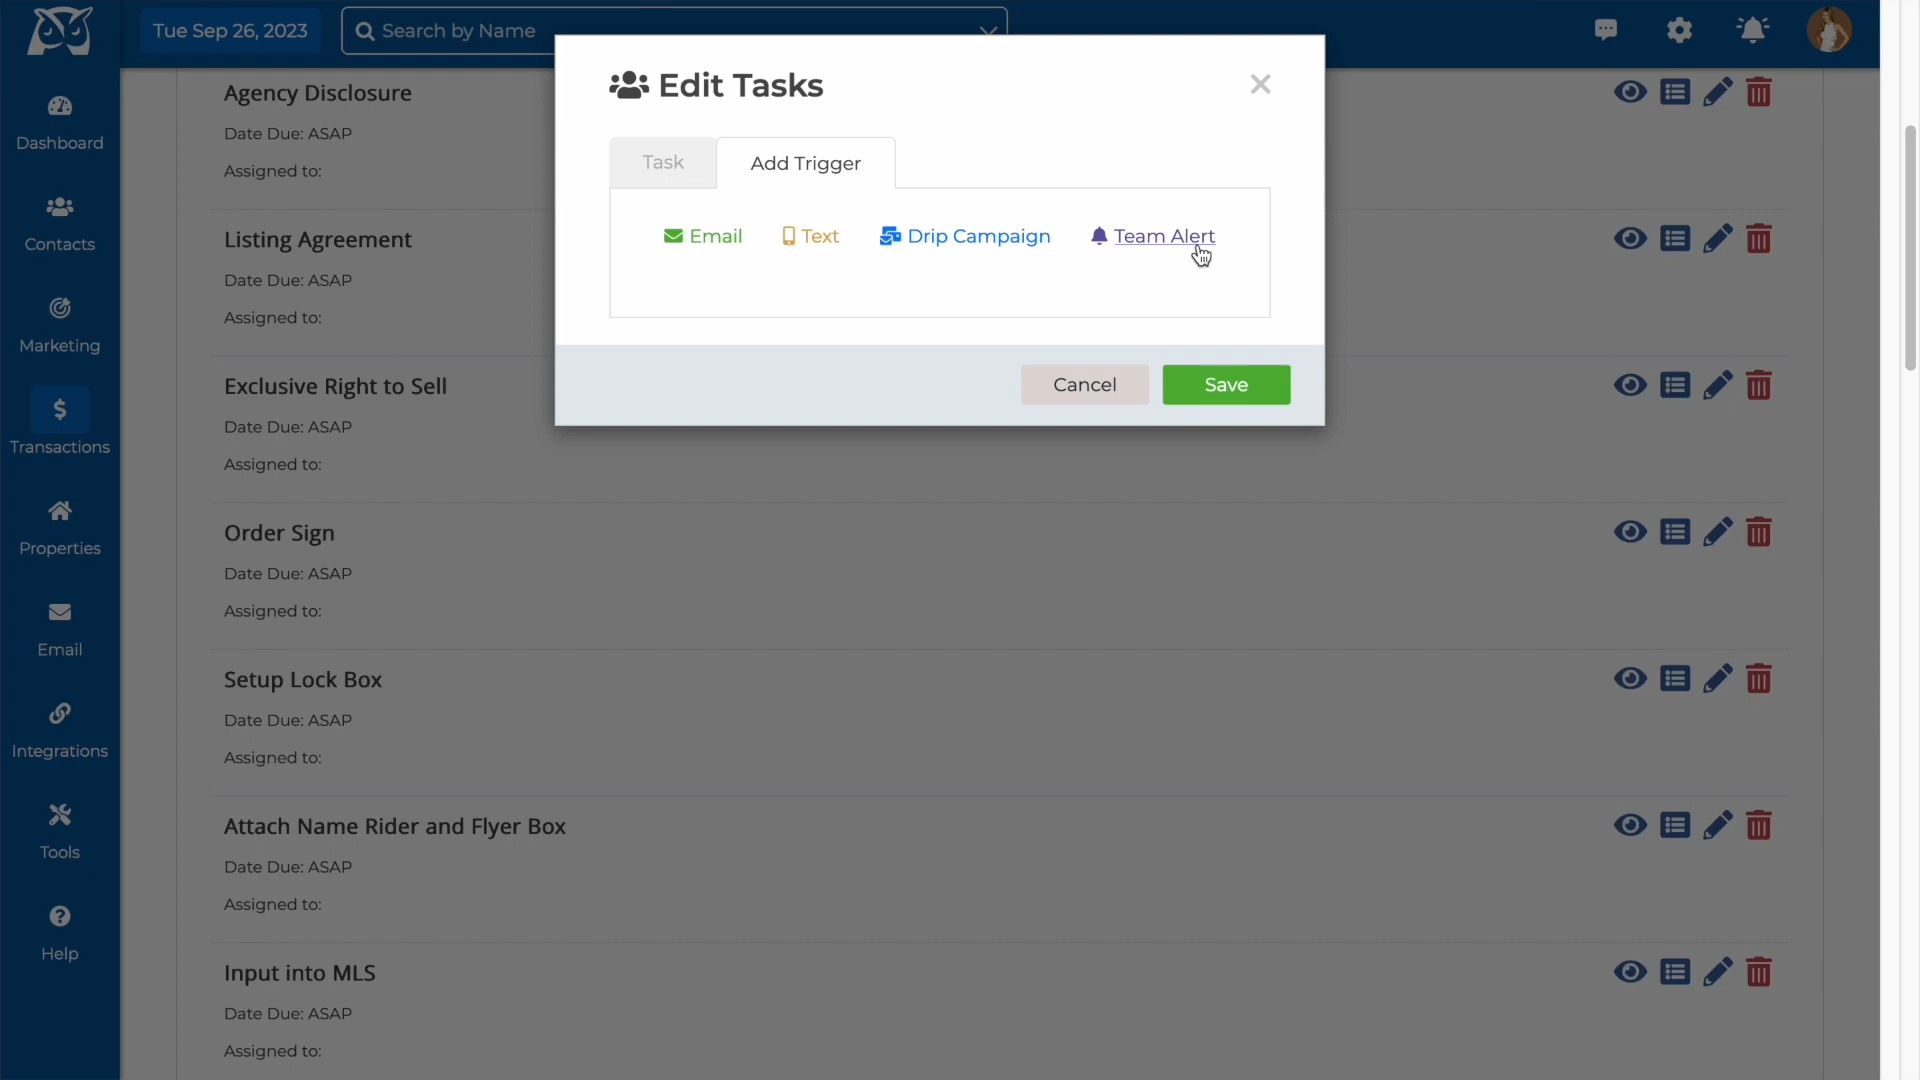 Tue Sep 26, 2023
Search by Name
Dashboard
Contacts
Marketing
Transactions
Properties
Email
Integrations
Tools
Help
Edit Tasks
Task
Add Trigger
Email
Text
Drip Campaign
Team Alert
Cancel
Save
Agency Disclosure
Date Due: ASAP
Assigned to:
Listing Agreement
Date Due: ASAP
Assigned to:
Exclusive Right to Sell
Date Due: ASAP
Assigned to:
Order Sign
Date Due: ASAP
Assigned to:
Setup Lock Box
Date Due: ASAP
Assigned to:
Attach Name Rider and Flyer Box
Date Due: ASAP
Assigned to:
Input into MLS
Date Due: ASAP
Assigned to: